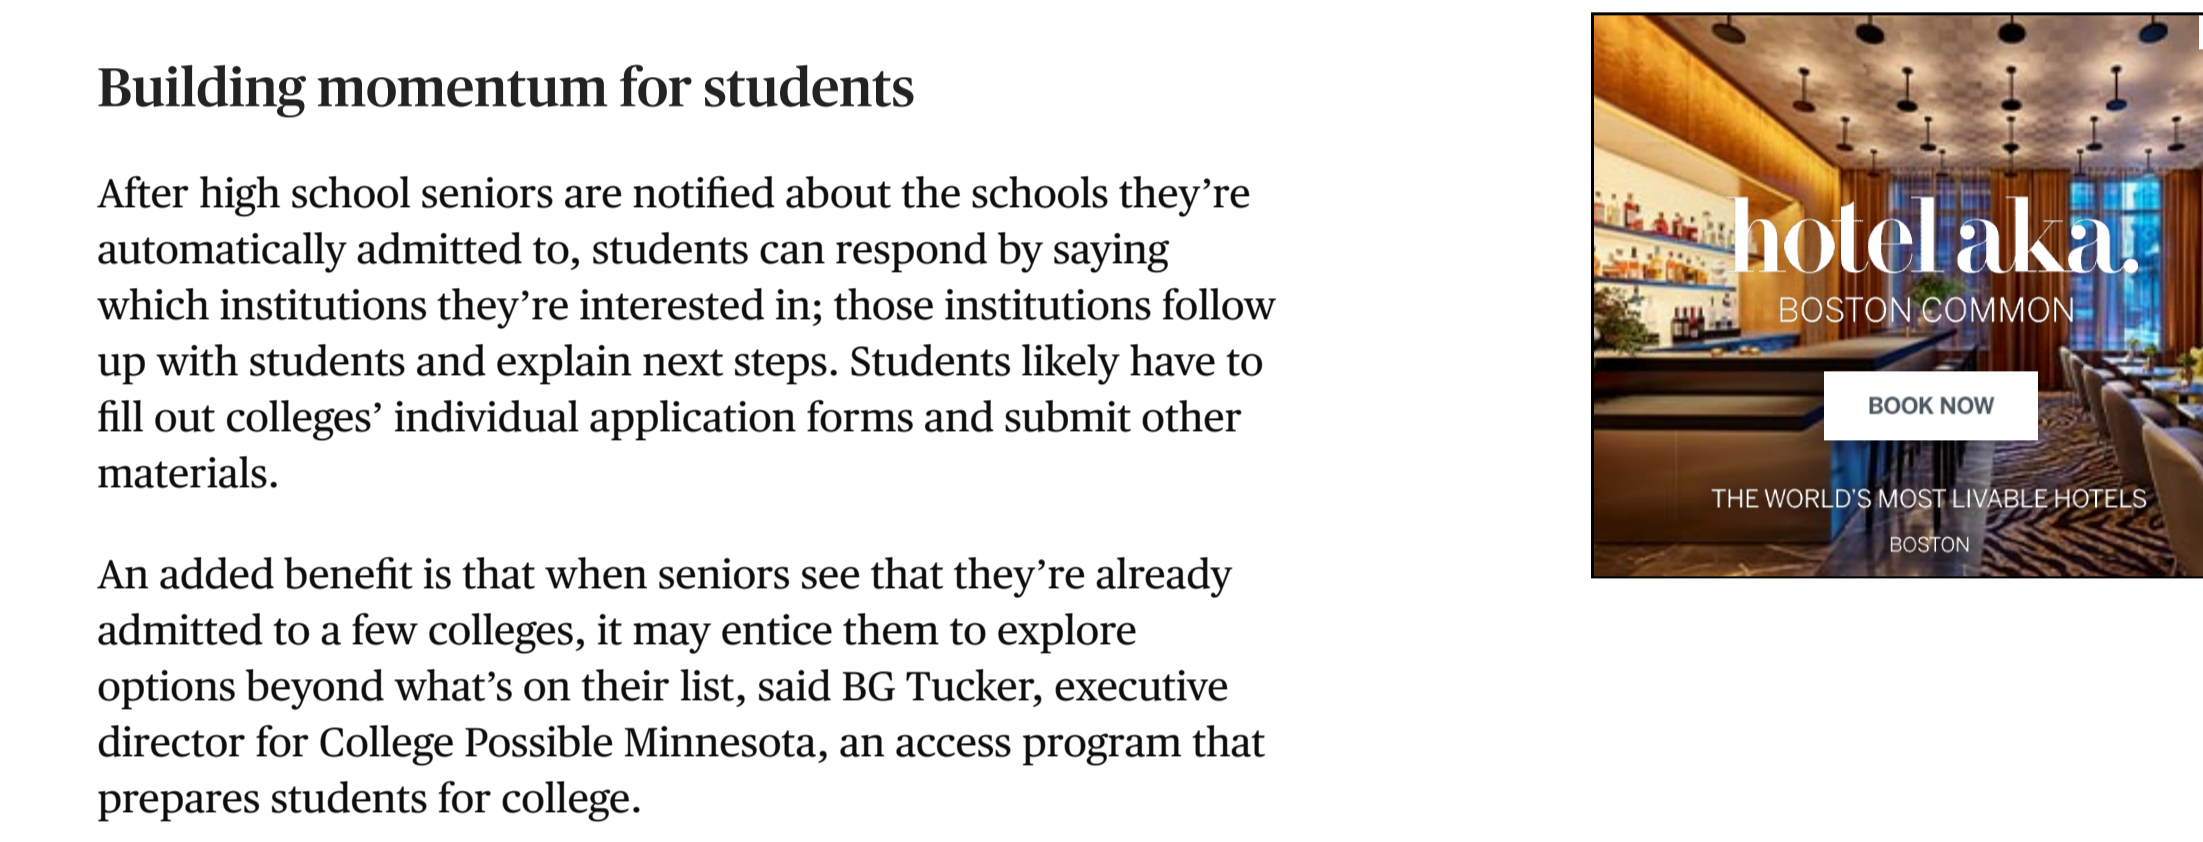 Building momentum for students
After high school seniors are notified about the schools they’re
automatically admitted to, students can respond by saying
which institutions they’re interested in; those institutions follow
up with students and explain next steps. Students likely have to
fill out colleges’ individual application forms and submit other
materials.
An added benefit is that when seniors see that they’re already
admitted to a few colleges, it may entice them to explore
options beyond what’s on their list, said BG Tucker, executive
director for College Possible Minnesota, an access program that
prepares students for college.
hotel aka.
BOSTON COMMON
BOOK NOW
THE WORLD’S MOST LIVABLE HOTELS
BOSTON